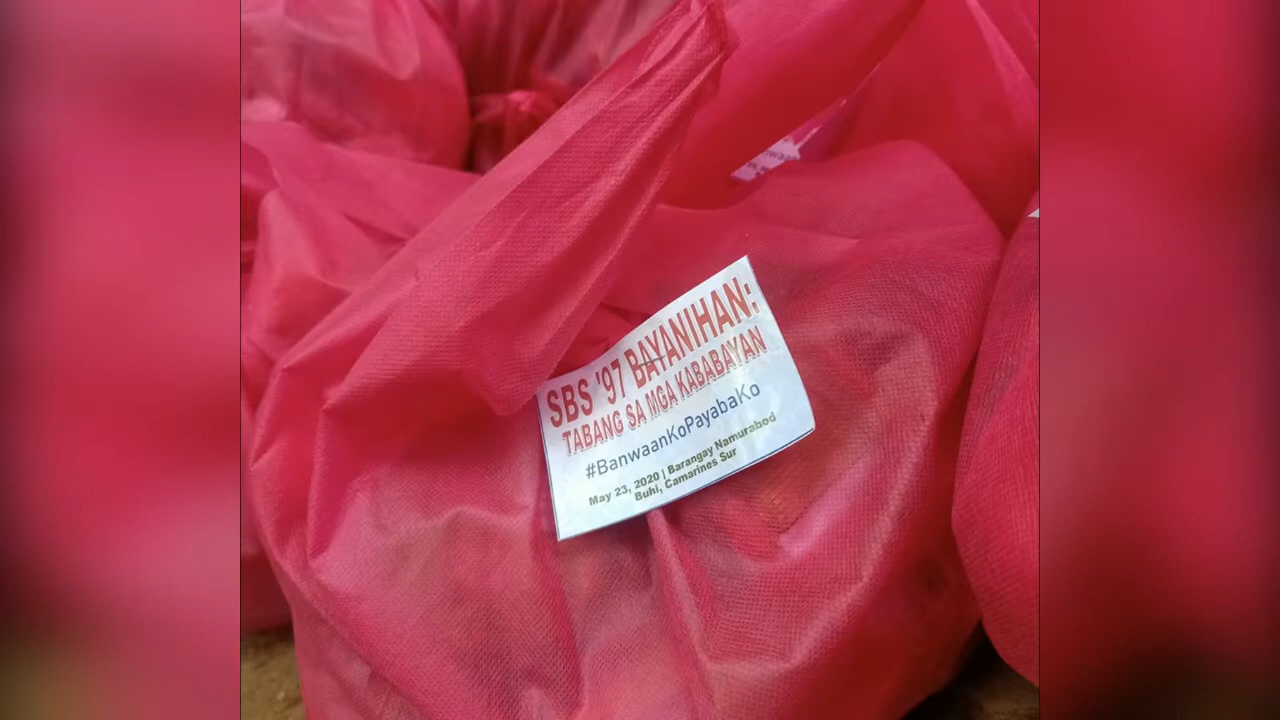 SBS '97 BAYANIHAN:
TABANG SA MGA KABABAYAN
#BanwaanKoPayabaKo
May 23, 2020 | Barangay Namurabod
Buhi, Camarines Sur